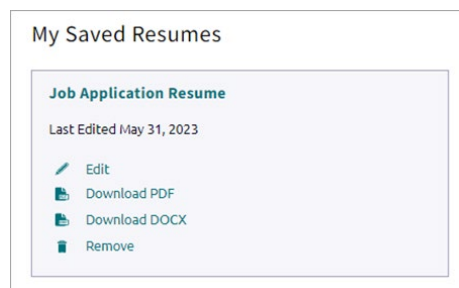 My Saved Resumes
Job Application Resume
Last Edited May 31, 2023
Edit
Download PDF
Download DOCX
Remove